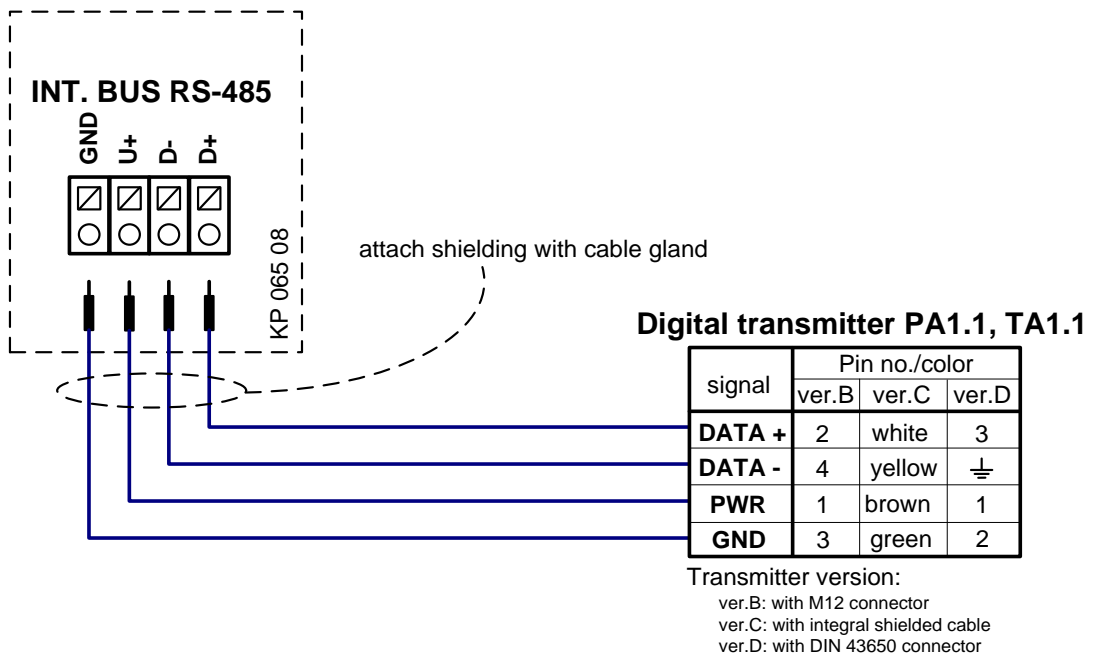 INT. BUS RS-485
GND U+ D- D+
KP 065 08
attach shielding with cable gland
Digital transmitter PA1.1, TA1.1
signal Pin no./color
ver.B ver.C ver.D
DATA + 2 white 3
DATA - 4 yellow ⏚
PWR 1 brown 1
GND 3 green 2
Transmitter version:
ver.B: with M12 connector
ver.C: with integral shielded cable
ver.D: with DIN 43650 connector